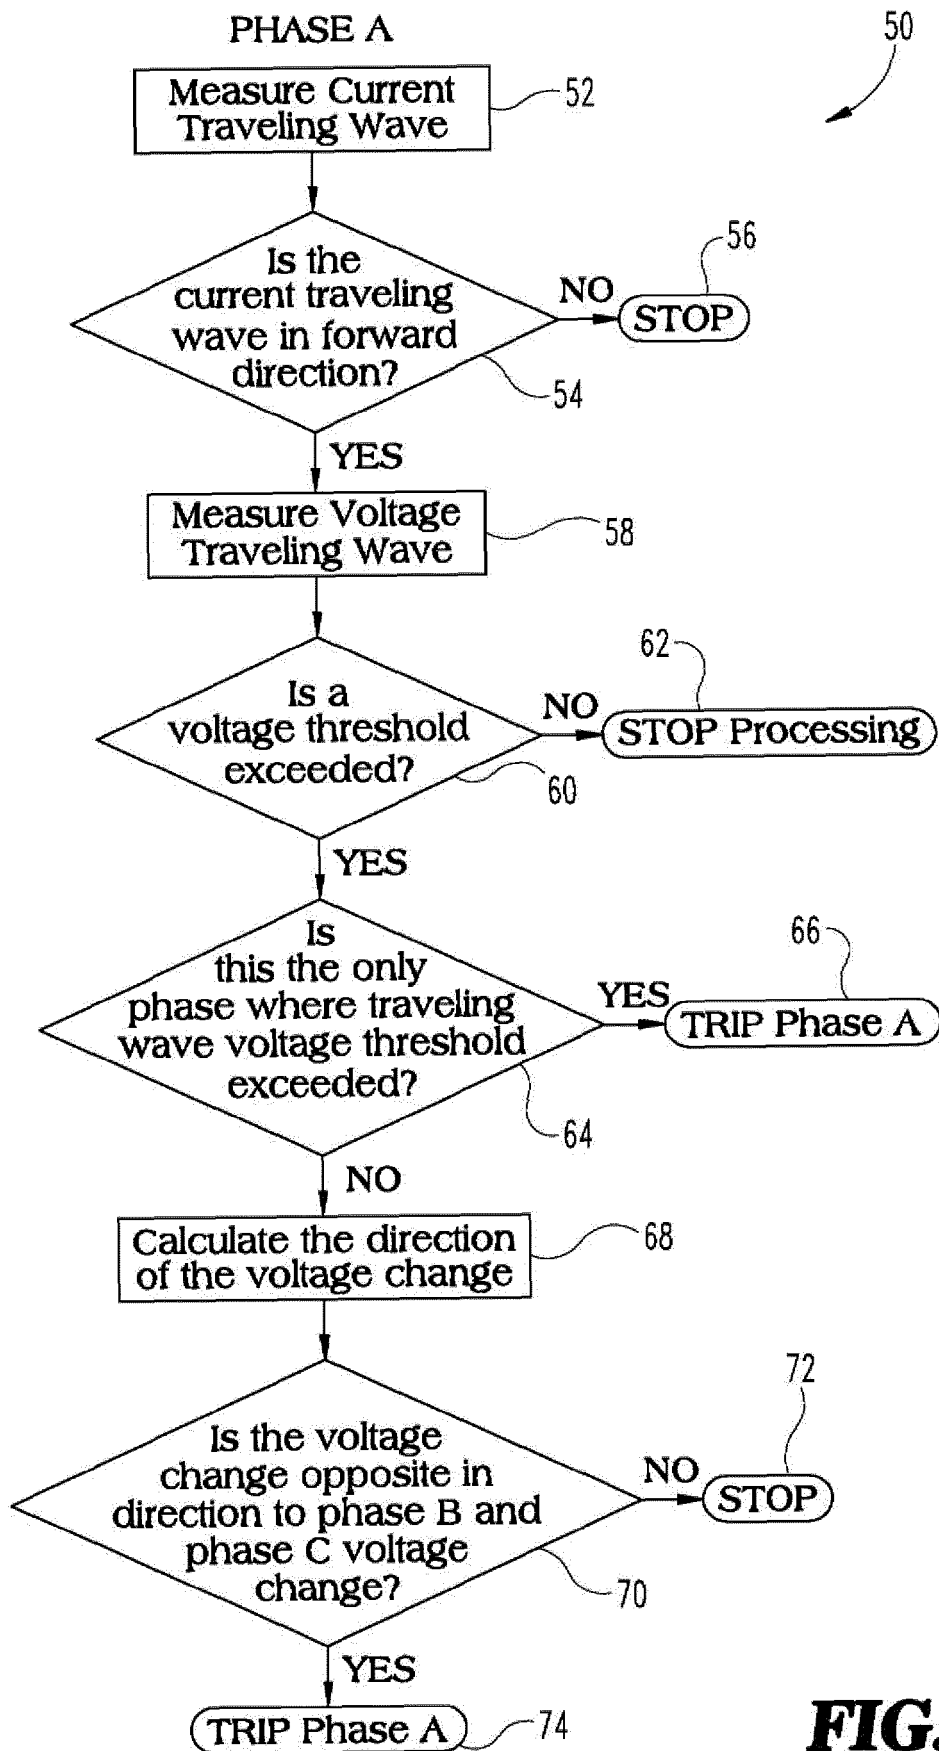 PHASE A
50
Measure Current
Traveling Wave
52
Is the
current traveling
wave in forward
direction?
54
NO
STOP
56
YES
Measure Voltage
Traveling Wave
58
Is a
voltage threshold
exceeded?
60
NO
STOP Processing
62
YES
Is
this the only
phase where traveling
wave voltage threshold
exceeded?
64
YES
TRIP Phase A
66
NO
Calculate the direction
of the voltage change
68
Is the voltage
change opposite in
direction to phase B and
phase C voltage
change?
70
NO
STOP
72
YES
TRIP Phase A
74
FIG.